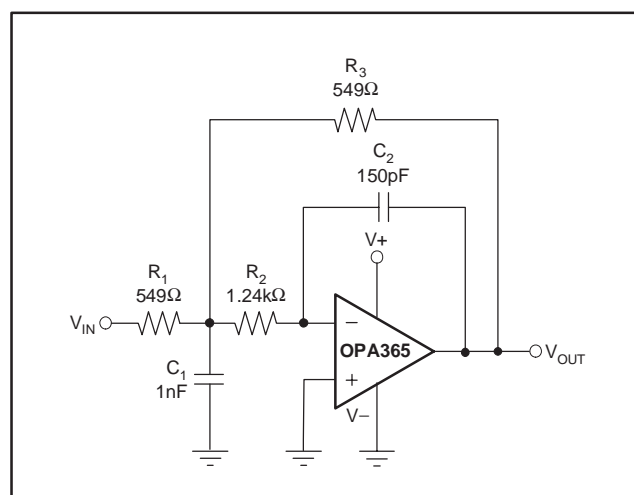 R3
549Ω
C2
150pF
V+
R1
549Ω
R2
1.24kΩ
VIN
−
OPA365
VOUT
C1
1nF
+
V−